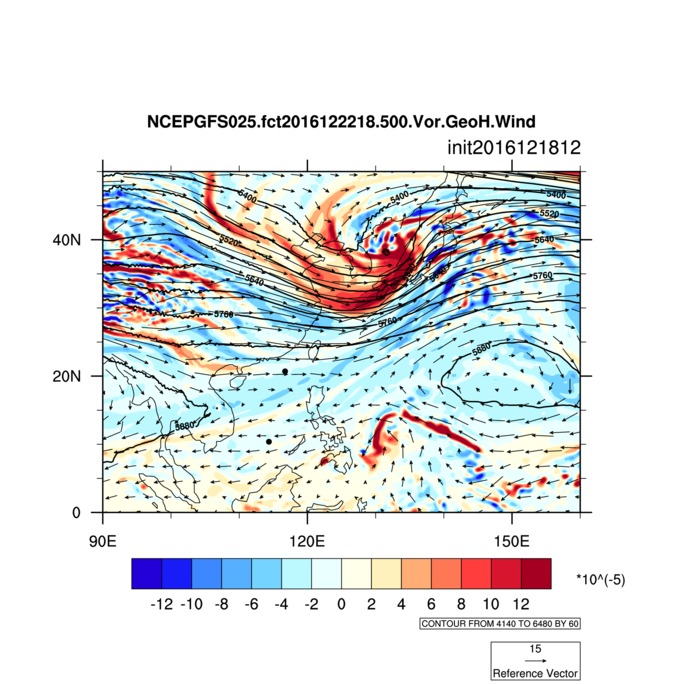 NCEPGFS025.fct2016122218.500.Vor.GeoH.Wind
init2016121812
5400
5400
5400
5520
5520
5640
5640
5760
5760
5760
5880
5880
40N
20N
0
90E 120E 150E
-12 -10 -8 -6 -4 -2 0 2 4 6 8 10 12
*10^(-5)
CONTOUR FROM 4140 TO 6480 BY 60
15
Reference Vector